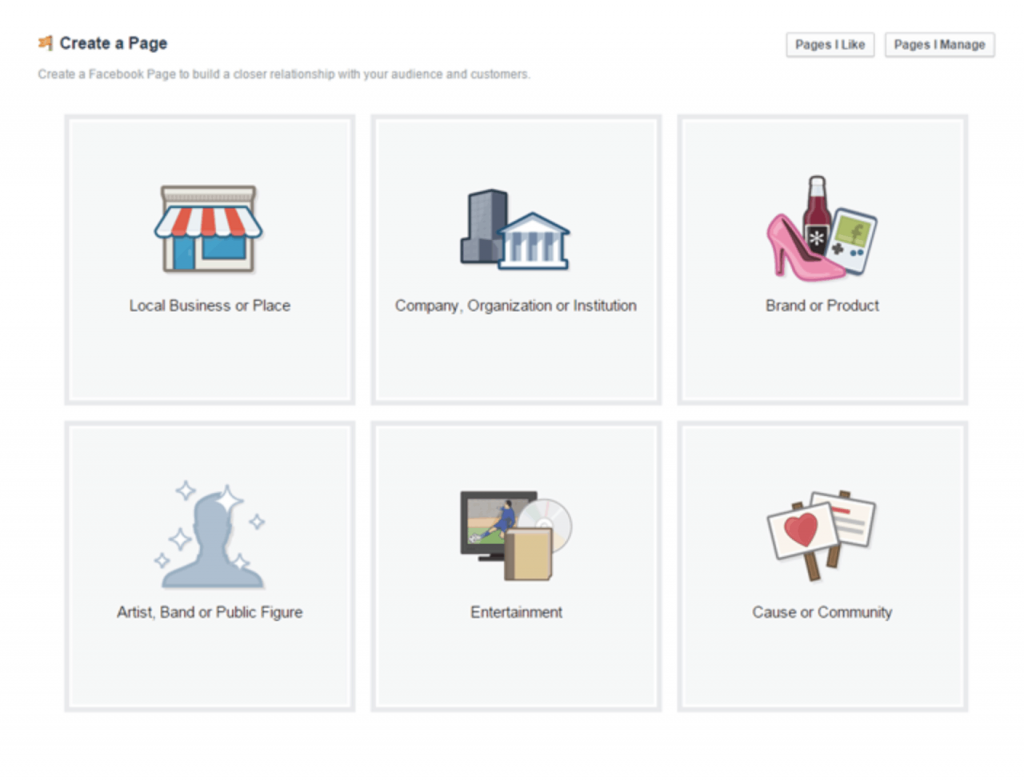 Create a Page
Pages I Like
Pages I Manage
Create a Facebook Page to build a closer relationship with your audience and customers.
Local Business or Place
Company, Organization or Institution
Brand or Product
Artist, Band or Public Figure
Entertainment
Cause or Community